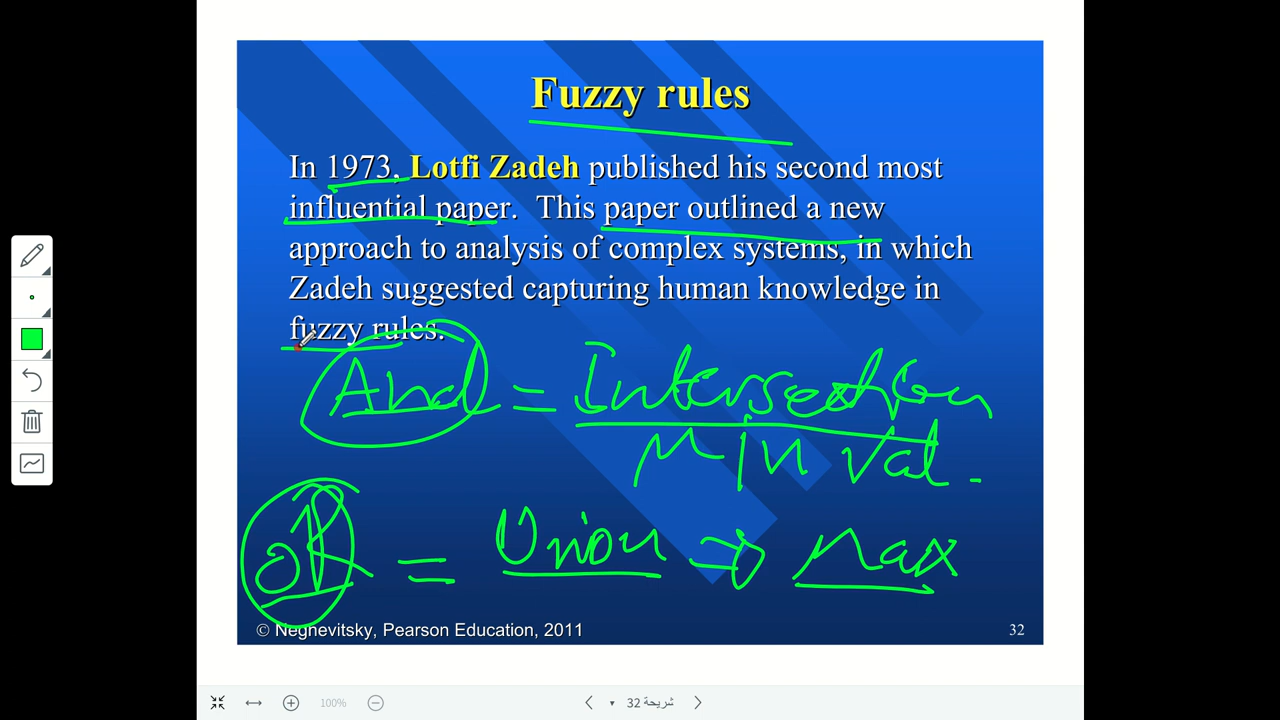 Fuzzy rules
In 1973, Lotfi Zadeh published his second most
influential paper. This paper outlined a new
approach to analysis of complex systems, in which
Zadeh suggested capturing human knowledge in
fuzzy rules.
And = Intersection
Min Val.
OR = Union ⇒ Max
© Neghevitsky, Pearson Education, 2011
32
100%
شريحة 32